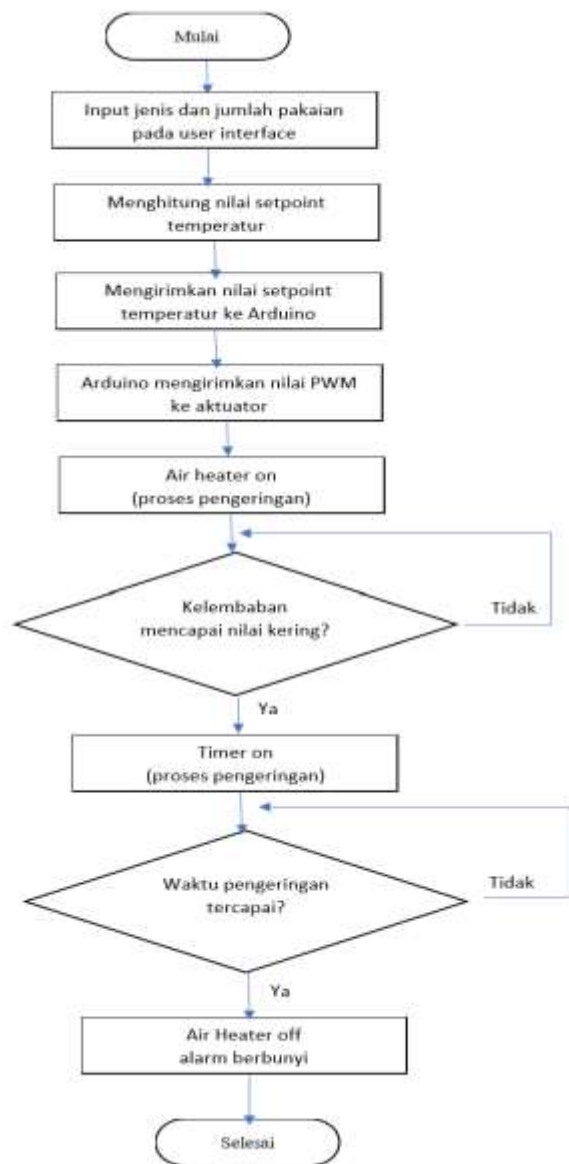 Mulai
Input jenis dan jumlah pakaian
pada user interface
Menghitung nilai setpoint
temperatur
Mengirimkan nilai setpoint
temperatur ke Arduino
Arduino mengirimkan nilai PWM
ke aktuator
Air heater on
(proses pengeringan)
Kelembaban
mencapai nilai kering?
Tidak
Ya
Timer on
(proses pengeringan)
Waktu pengeringan
tercapai?
Tidak
Ya
Air Heater off
alarm berbunyi
Selesai